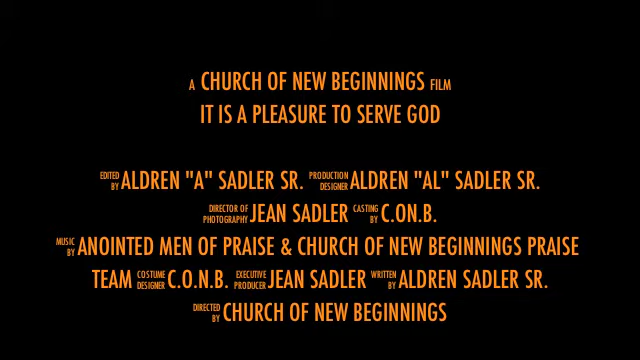 A CHURCH OF NEW BEGINNINGS FILM
IT IS A PLEASURE TO SERVE GOD
EDITED BY ALDREN "A" SADLER SR. PRODUCTION DESIGNER ALDREN "AL" SADLER SR.
DIRECTOR OF PHOTOGRAPHY JEAN SADLER CASTING BY C.ON.B.
MUSIC BY ANOINTED MEN OF PRAISE & CHURCH OF NEW BEGINNINGS PRAISE
TEAM COSTUME DESIGNER C.O.N.B. EXECUTIVE PRODUCER JEAN SADLER WRITTEN BY ALDREN SADLER SR.
DIRECTED BY CHURCH OF NEW BEGINNINGS